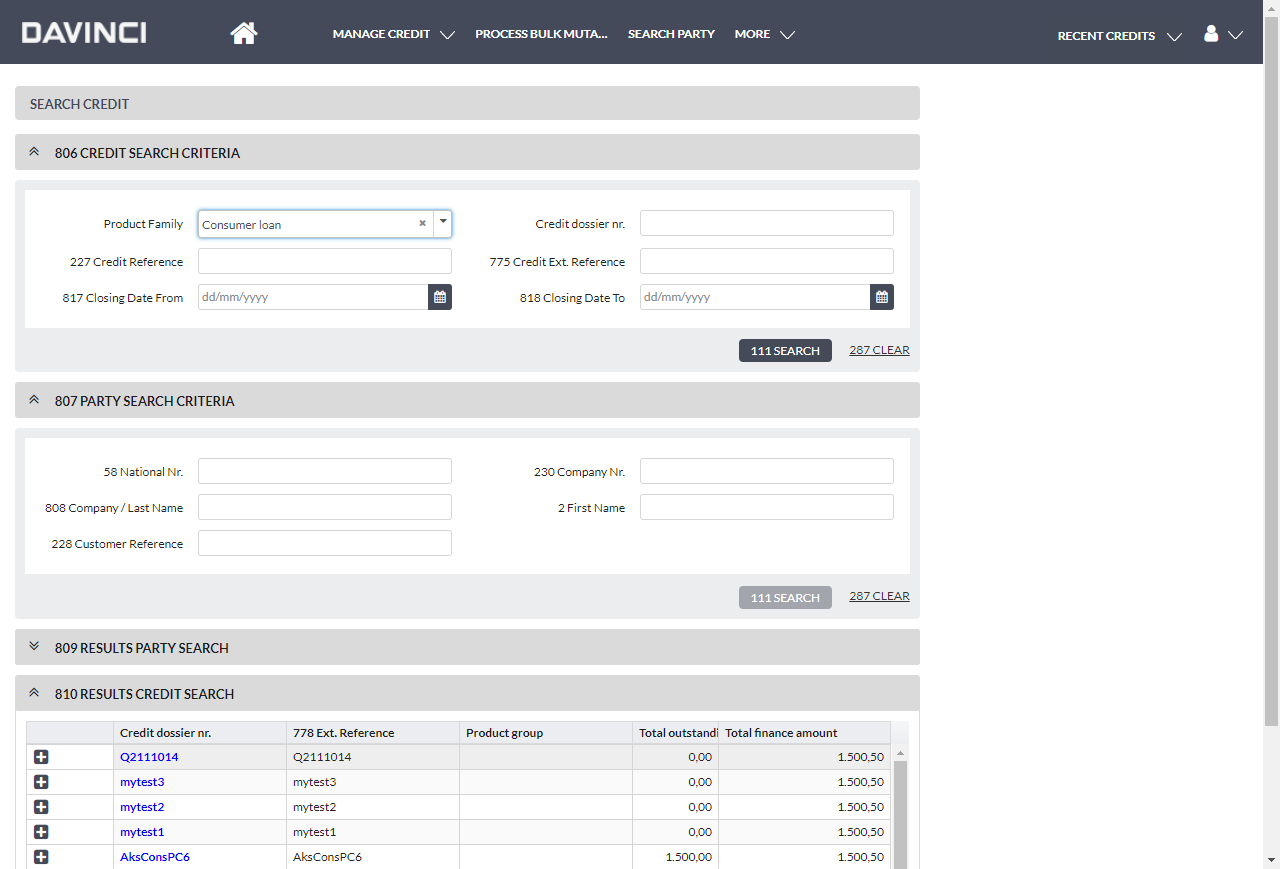 DAVINCI MANAGE CREDIT PROCESS BULK MUTA... SEARCH PARTY MORE RECENT CREDITS
SEARCH CREDIT
806 CREDIT SEARCH CRITERIA
Product Family Consumer loan Credit dossier nr.
227 Credit Reference 775 Credit Ext. Reference
817 Closing Date From dd/mm/yyyy 818 Closing Date To dd/mm/yyyy
111 SEARCH 287 CLEAR
807 PARTY SEARCH CRITERIA
58 National Nr. 230 Company Nr.
808 Company / Last Name 2 First Name
228 Customer Reference
111 SEARCH 287 CLEAR
809 RESULTS PARTY SEARCH
810 RESULTS CREDIT SEARCH
Credit dossier nr. 778 Ext. Reference Product group Total outstandi Total finance amount
Q2111014 Q2111014 0,00 1.500,50
mytest3 mytest3 0,00 1.500,50
mytest2 mytest2 0,00 1.500,50
mytest1 mytest1 0,00 1.500,50
AksConsPC6 AksConsPC6 1.500,00 1.500,50